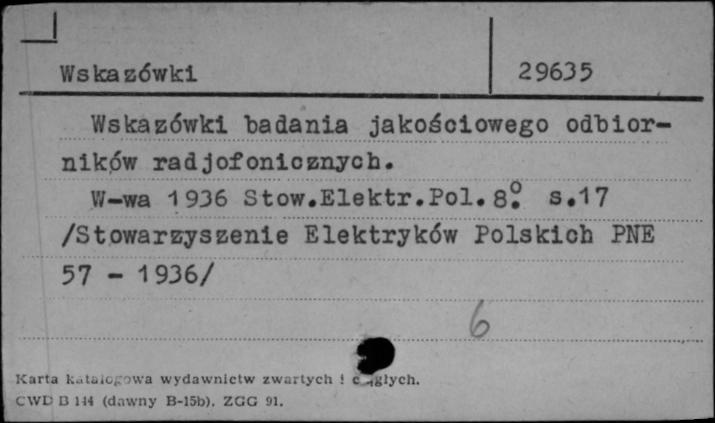 Wskazówki 29635
Wskazówki badania jakościowego odbior-
ników radjofonicznych.
W-wa 1936 Stow.Elektr.Pol. 8°. s.17
/Stowarzyszenie Elektryków Polskich PNE
57 - 1936/
6
Karta katalogowa wydawnictw zwartych i ciągłych.
CWD B 144 (dawny B-15b). ZGG 91.